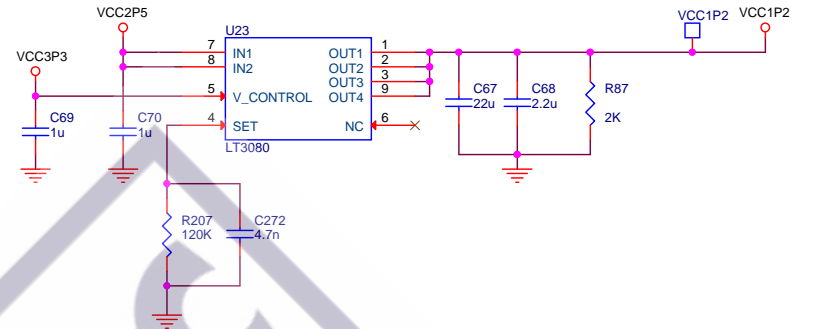 VCC2P5
VCC1P2
VCC1P2
VCC3P3
U23
7 IN1 OUT1 1
8 IN2 OUT2 2
OUT3 3
5 V_CONTROL OUT4 9
4 SET NC 6
LT3080
C69
1u
C70
1u
C67
22u
C68
2.2u
R87
2K
R207
120K
C272
4.7n